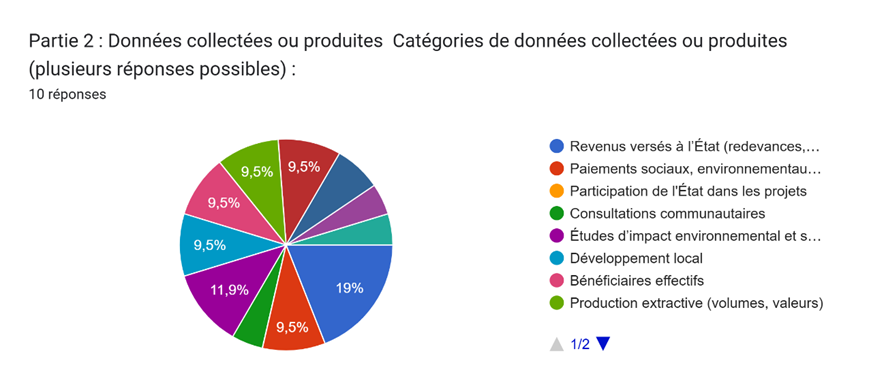 Partie 2 : Données collectées ou produites  Catégories de données collectées ou produites
(plusieurs réponses possibles) :
10 réponses
9,5%
9,5%
9,5%
9,5%
11,9%
9,5%
19%
Revenus versés à l'État (redevances,…
Paiements sociaux, environnementau…
Participation de l'État dans les projets
Consultations communautaires
Études d'impact environnemental et s…
Développement local
Bénéficiaires effectifs
Production extractive (volumes, valeurs)
1/2